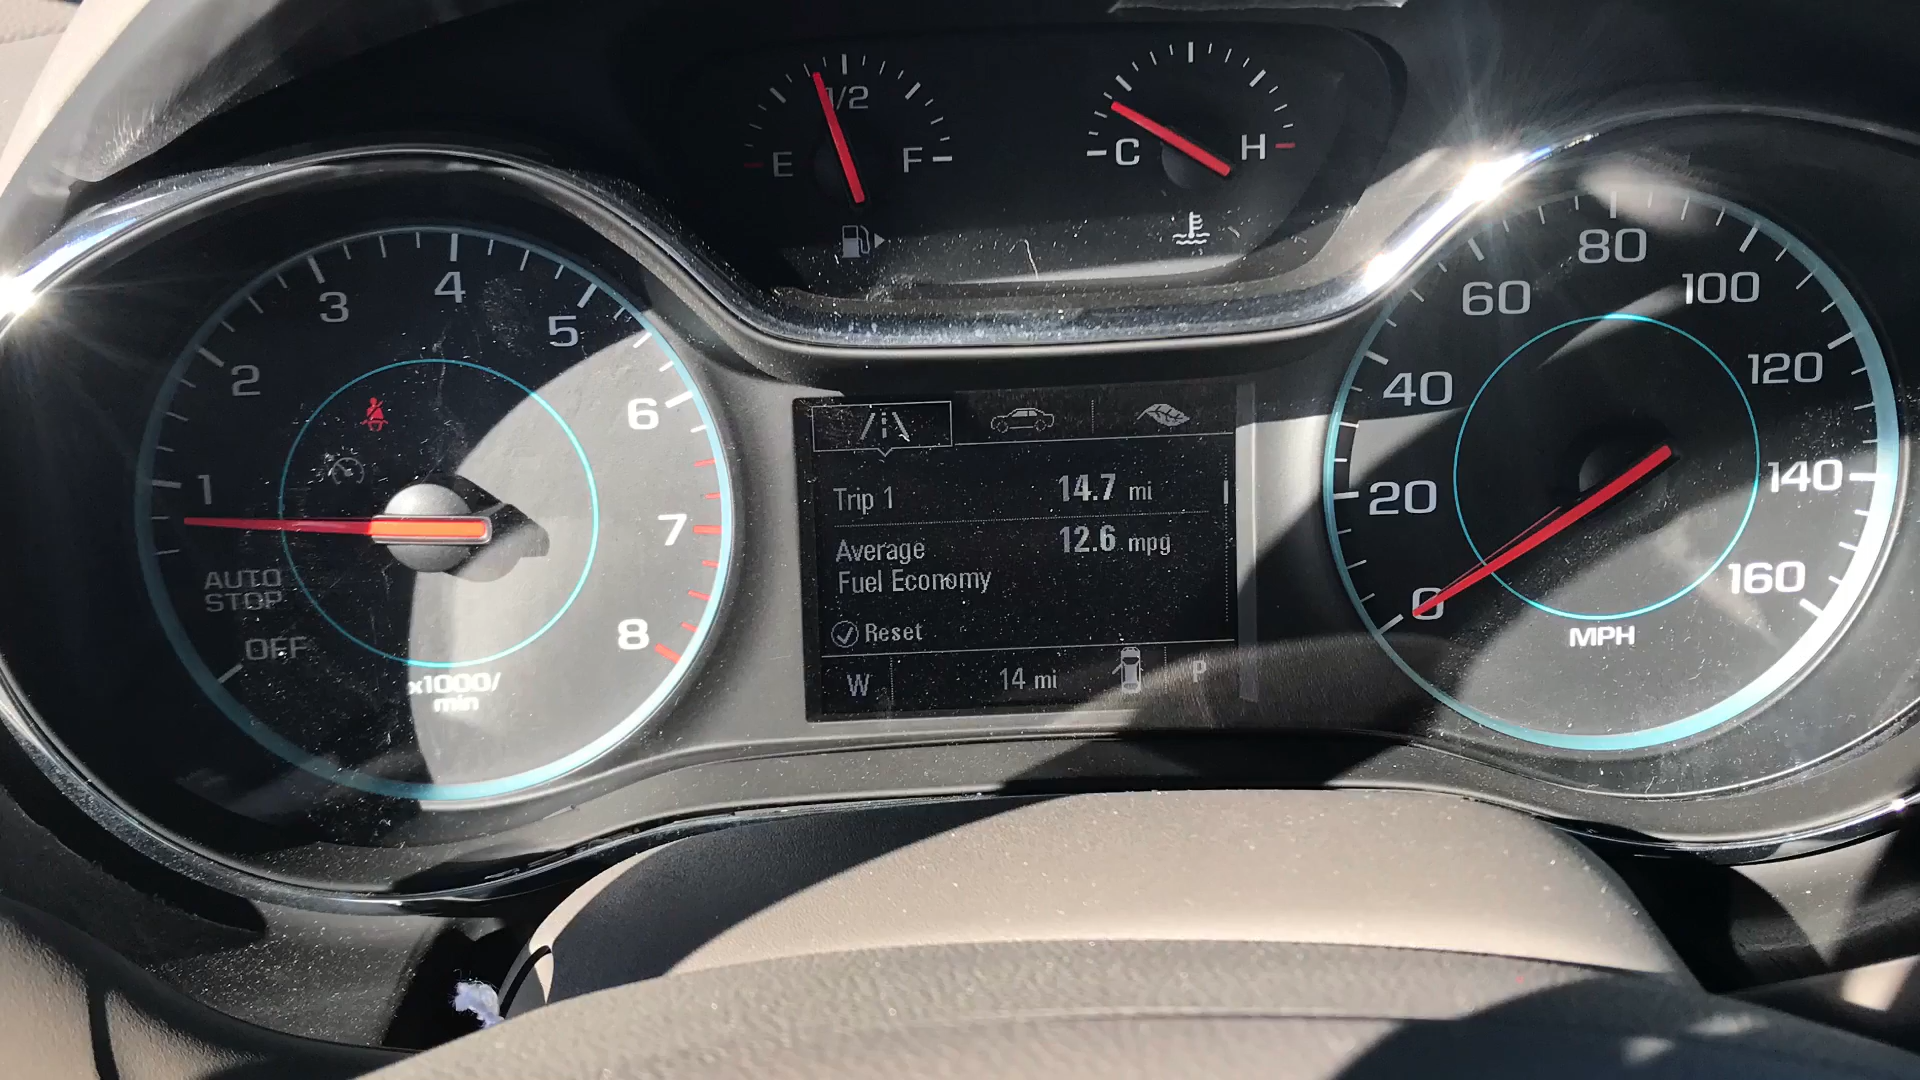 1/2
E
F
C
H
1
2
3
4
5
6
7
8
AUTO
STOP
OFF
x1000/
min
Trip 1 14.7 mi
Average 12.6 mpg
Fuel Economy
Reset
W 14 mi P
0
20
40
60
80
100
120
140
160
MPH